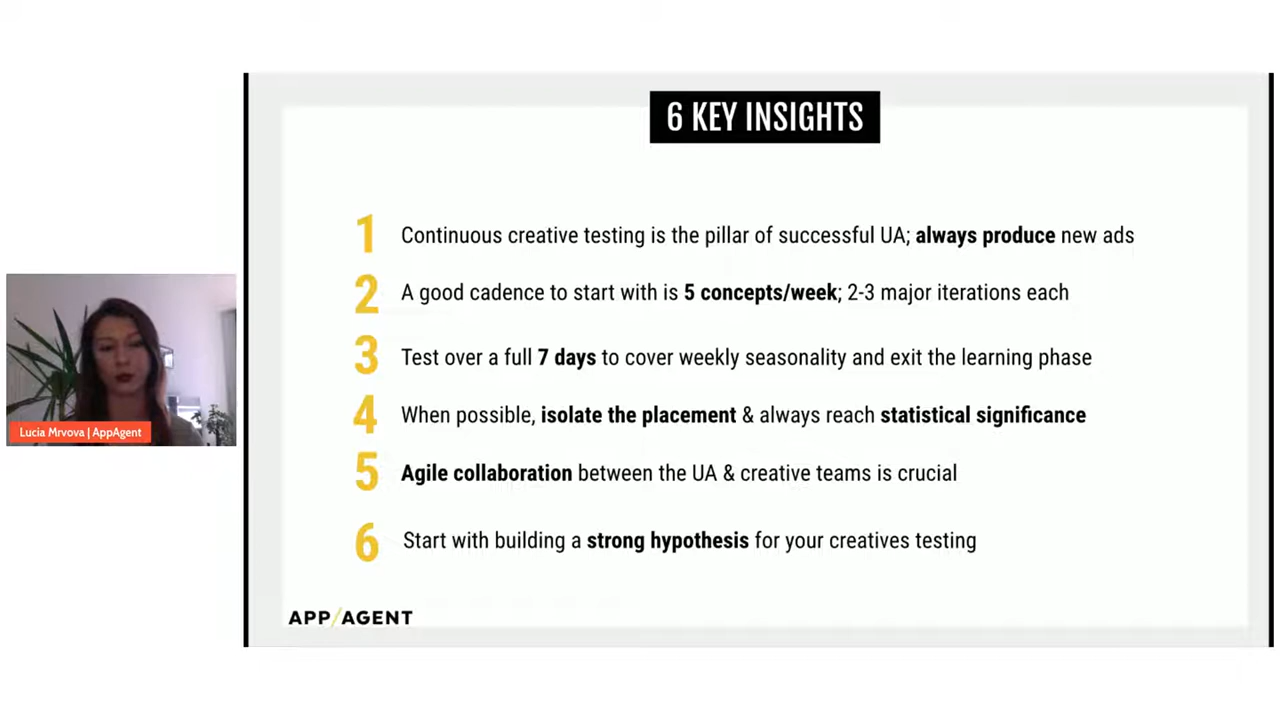 6 KEY INSIGHTS
1 Continuous creative testing is the pillar of successful UA; always produce new ads
2 A good cadence to start with is 5 concepts/week; 2-3 major iterations each
3 Test over a full 7 days to cover weekly seasonality and exit the learning phase
4 When possible, isolate the placement & always reach statistical significance
5 Agile collaboration between the UA & creative teams is crucial
6 Start with building a strong hypothesis for your creatives testing
Lucia Mrvova | AppAgent
APP/AGENT